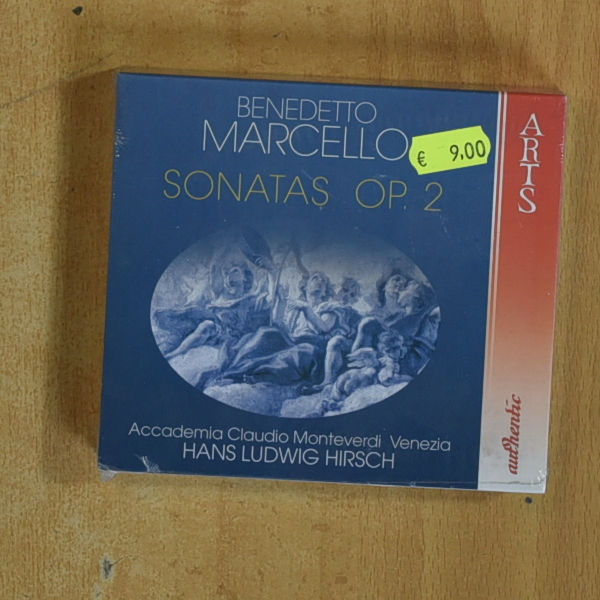 BENEDETTO
MARCELLO
€ 9.00
SONATAS OP. 2
Accademia Claudio Monteverdi Venezia
HANS LUDWIG HIRSCH
ARTS
authentic